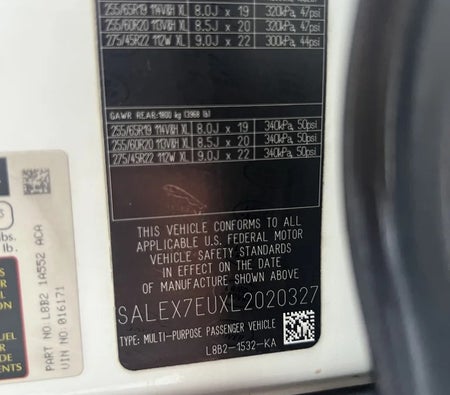 255/65R19 114V&H XL 8.0J x 19 320kPa, 47psi
255/60R20 113V&H XL 8.5J x 20 320kPa, 47psi
275/45R22 112W XL 9.0J x 22 300kPa, 44psi
GAWR REAR: 1800 kg (3968 lb)
255/65R19 114V&H XL 8.0J x 19 340kPa, 50psi
255/60R20 113V&H XL 8.5J x 20 340kPa, 50psi
275/45R22 112W XL 9.0J x 22 340kPa, 50psi
THIS VEHICLE CONFORMS TO ALL
APPLICABLE U.S. FEDERAL MOTOR
VEHICLE SAFETY STANDARDS
IN EFFECT ON THE DATE
OF MANUFACTURE SHOWN ABOVE
SALEX7EUXL2020327
TYPE: MULTI-PURPOSE PASSENGER VEHICLE
L8B2-1532-KA
lbs.
lb.
PART NO. L8B2 1A552 ACA
VIN NO: 016171